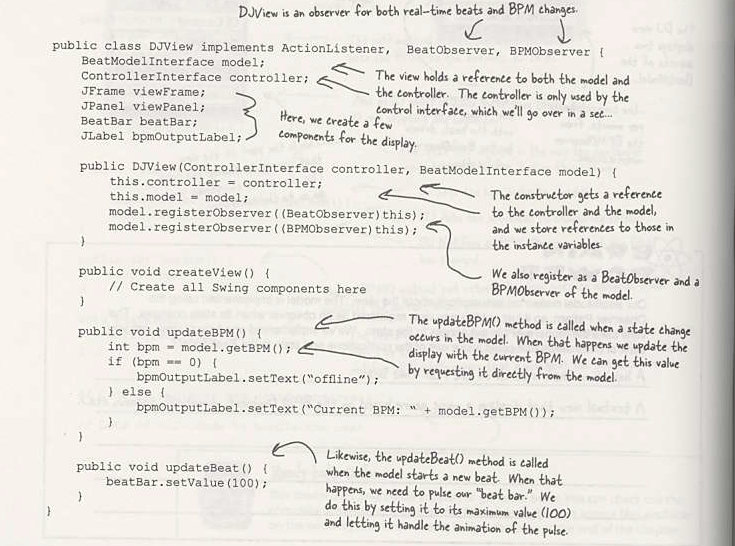 DJView is an observer for both real-time beats and BPM changes.
public class DJView implements ActionListener, BeatObserver, BPMObserver {
BeatModelInterface model;
ControllerInterface controller;
JFrame viewFrame;
JPanel viewPanel;
BeatBar beatBar;
JLabel bpmOutputLabel;
The view holds a reference to both the model and
the controller. The controller is only used by the
control interface, which we'll go over in a sec...
Here, we create a few
components for the display.
public DJView(ControllerInterface controller, BeatModelInterface model) {
this.controller = controller;
this.model = model;
model.registerObserver((BeatObserver)this);
model.registerObserver((BPMObserver)this);
}
The constructor gets a reference
to the controller and the model,
and we store references to those in
the instance variables.
We also register as a BeatObserver and a
BPMObserver of the model.
public void createView() {
// Create all Swing components here
}
public void updateBPM() {
int bpm = model.getBPM();
if (bpm == 0) {
bpmOutputLabel.setText(“offline”);
} else {
bpmOutputLabel.setText(“Current BPM: “ + model.getBPM());
}
}
The updateBPM() method is called when a state change
occurs in the model. When that happens we update the
display with the current BPM. We can get this value
by requesting it directly from the model.
public void updateBeat() {
beatBar.setValue(100);
}
}
Likewise, the updateBeat() method is called
when the model starts a new beat. When that
happens, we need to pulse our "beat bar." We
do this by setting it to its maximum value (100)
and letting it handle the animation of the pulse.